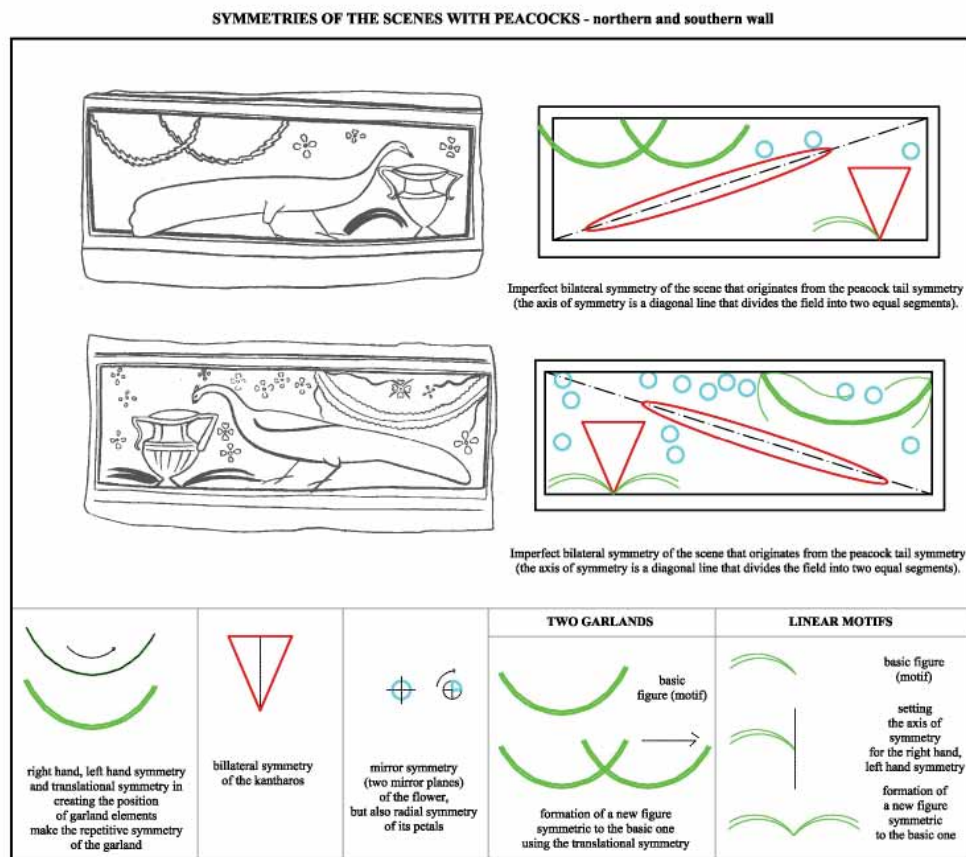 SYMMETRIES OF THE SCENES WITH PEACOCKS - northern and southern wall
Imperfect bilateral symmetry of the scene that originates from the peacock tail symmetry
(the axis of symmetry is a diagonal line that divides the field into two equal segments).
Imperfect bilateral symmetry of the scene that originates from the peacock tail symmetry
(the axis of symmetry is a diagonal line that divides the field into two equal segments).
right hand, left hand symmetry
and translational symmetry in
creating the position
of garland elements
make the repetitive symmetry
of the garland
billateral symmetry
of the kantharos
mirror symmetry
(two mirror planes)
of the flower,
but also radial symmetry
of its petals
TWO GARLANDS
basic
figure (motif)
formation of a new figure
symmetric to the basic one
using the translational symmetry
LINEAR MOTIFS
basic figure
(motif)
setting
the axis of
symmetry
for the right hand,
left hand symmetry
formation of
a new figure
symmetric
to the basic one